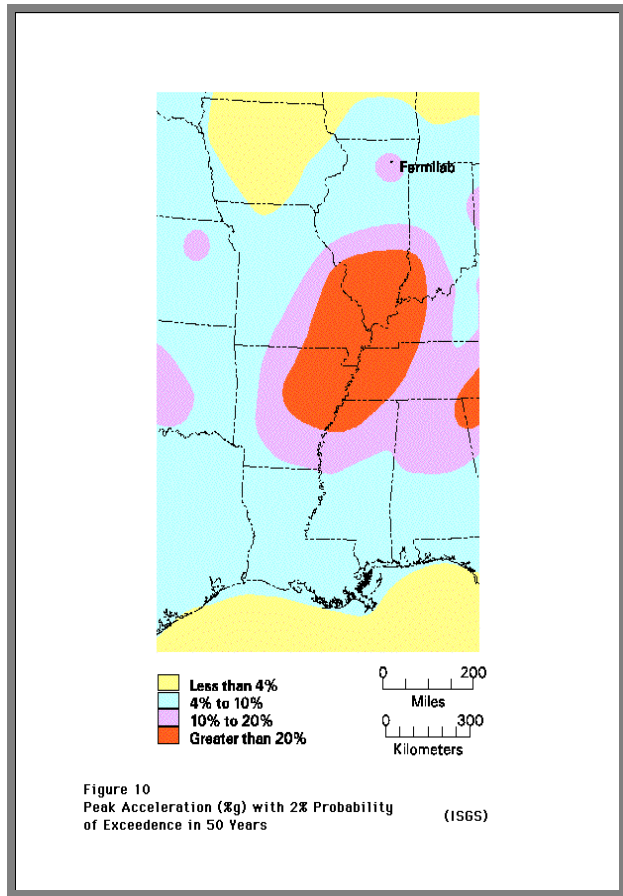 Fermilab
Less than 4%
4% to 10%
10% to 20%
Greater than 20%
0 200
Miles
0 300
Kilometers
Figure 10
Peak Acceleration (%g) with 2% Probability
of Exceedence in 50 Years
(ISGS)